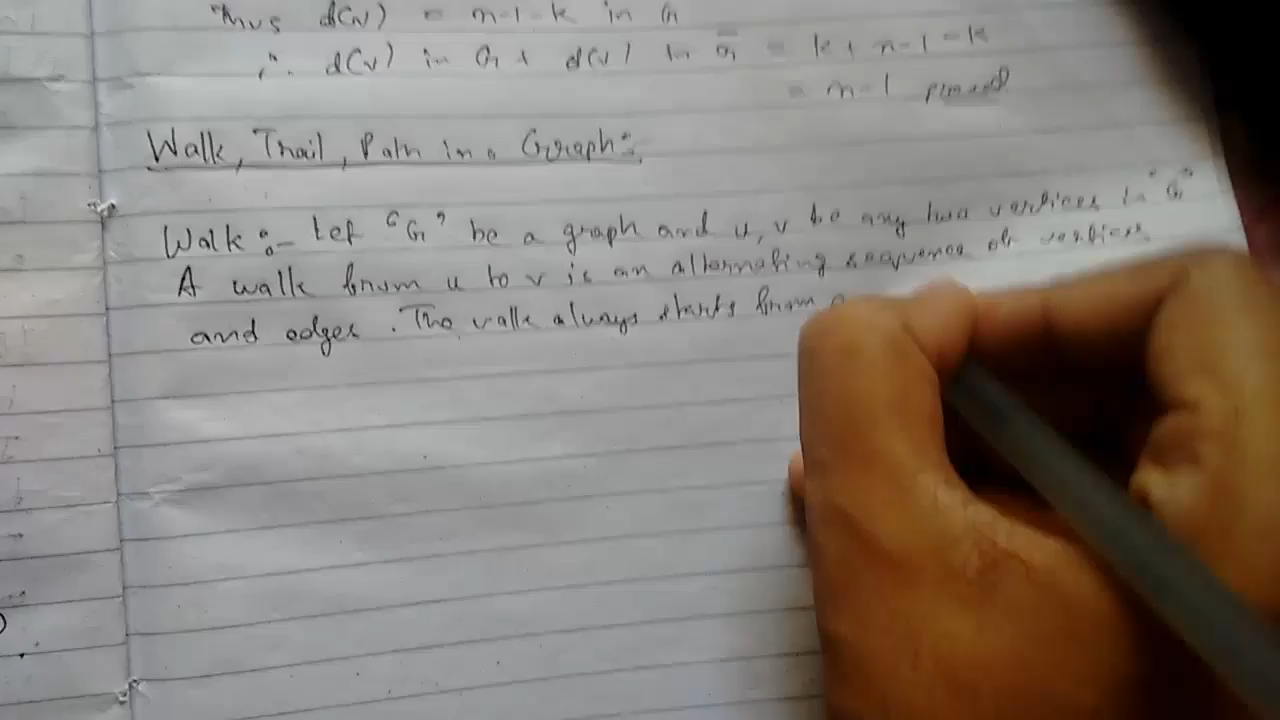 Thus d(v) = n-1-k in G
∴ d(v) in G + d(v) in G̅ = k + n-1-k
= n-1 proved
Walk, Trail, Path in a Graph:
Walk :- Let "G" be a graph and u, v be any two vertices in "G"
A walk from u to v is an alternating sequence of vertices
and edges. The walk always starts from a